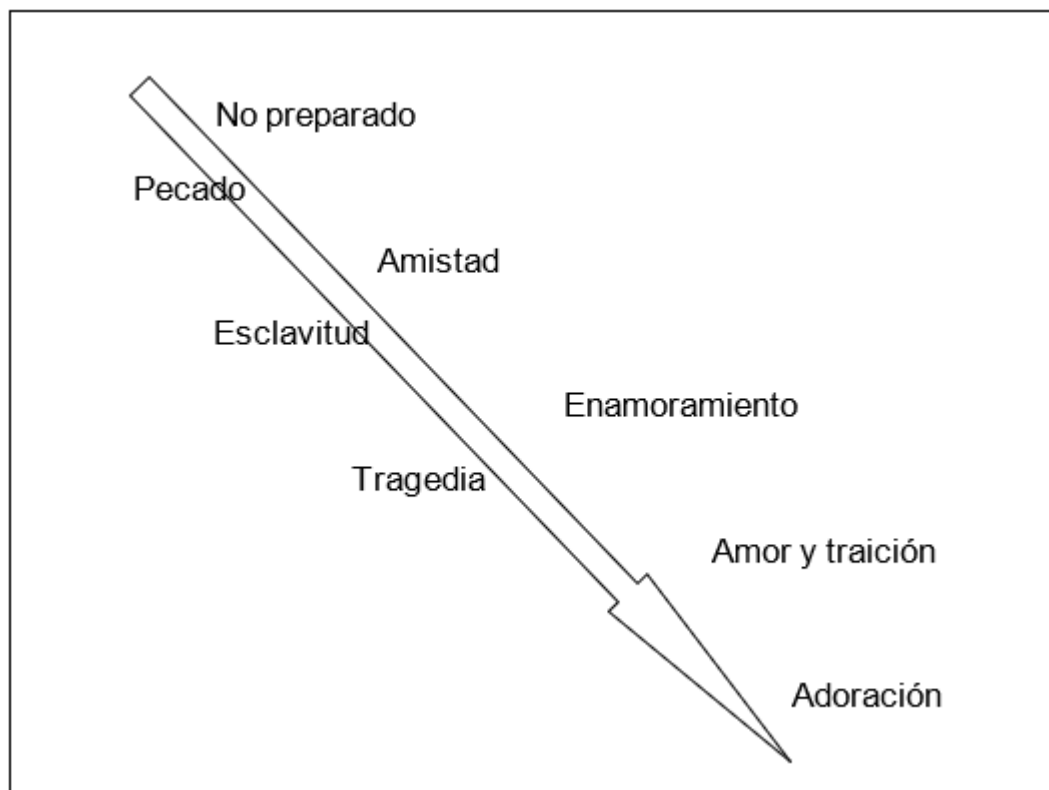 No preparado
Pecado
Amistad
Esclavitud
Enamoramiento
Tragedia
Amor y traición
Adoración